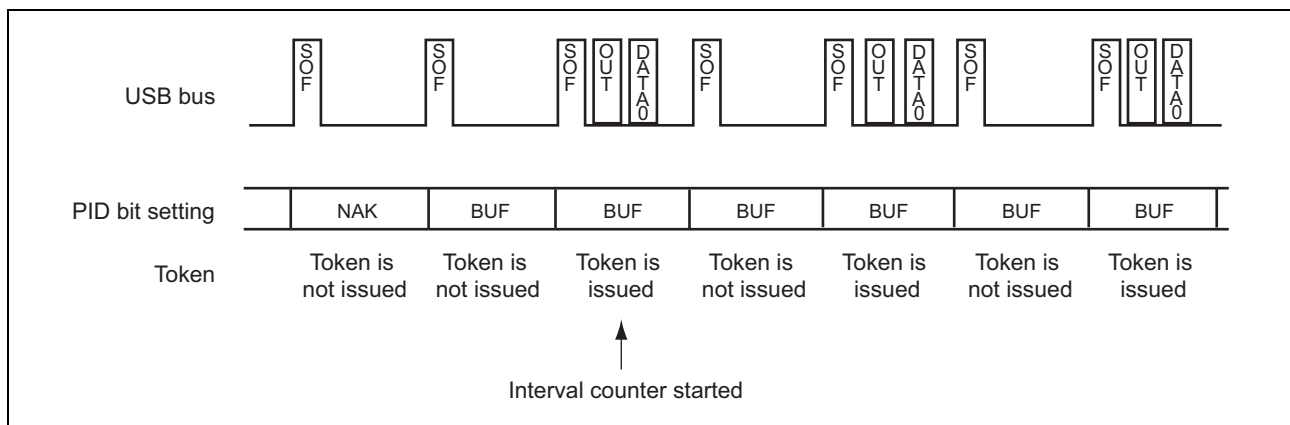 USB bus
SOF
SOF
SOF
OUT
DATA0
SOF
SOF
OUT
DATA0
SOF
SOF
OUT
DATA0
PID bit setting
NAK
BUF
BUF
BUF
BUF
BUF
BUF
Token
Token is
not issued
Token is
not issued
Token is
issued
Token is
not issued
Token is
issued
Token is
not issued
Token is
issued
Interval counter started